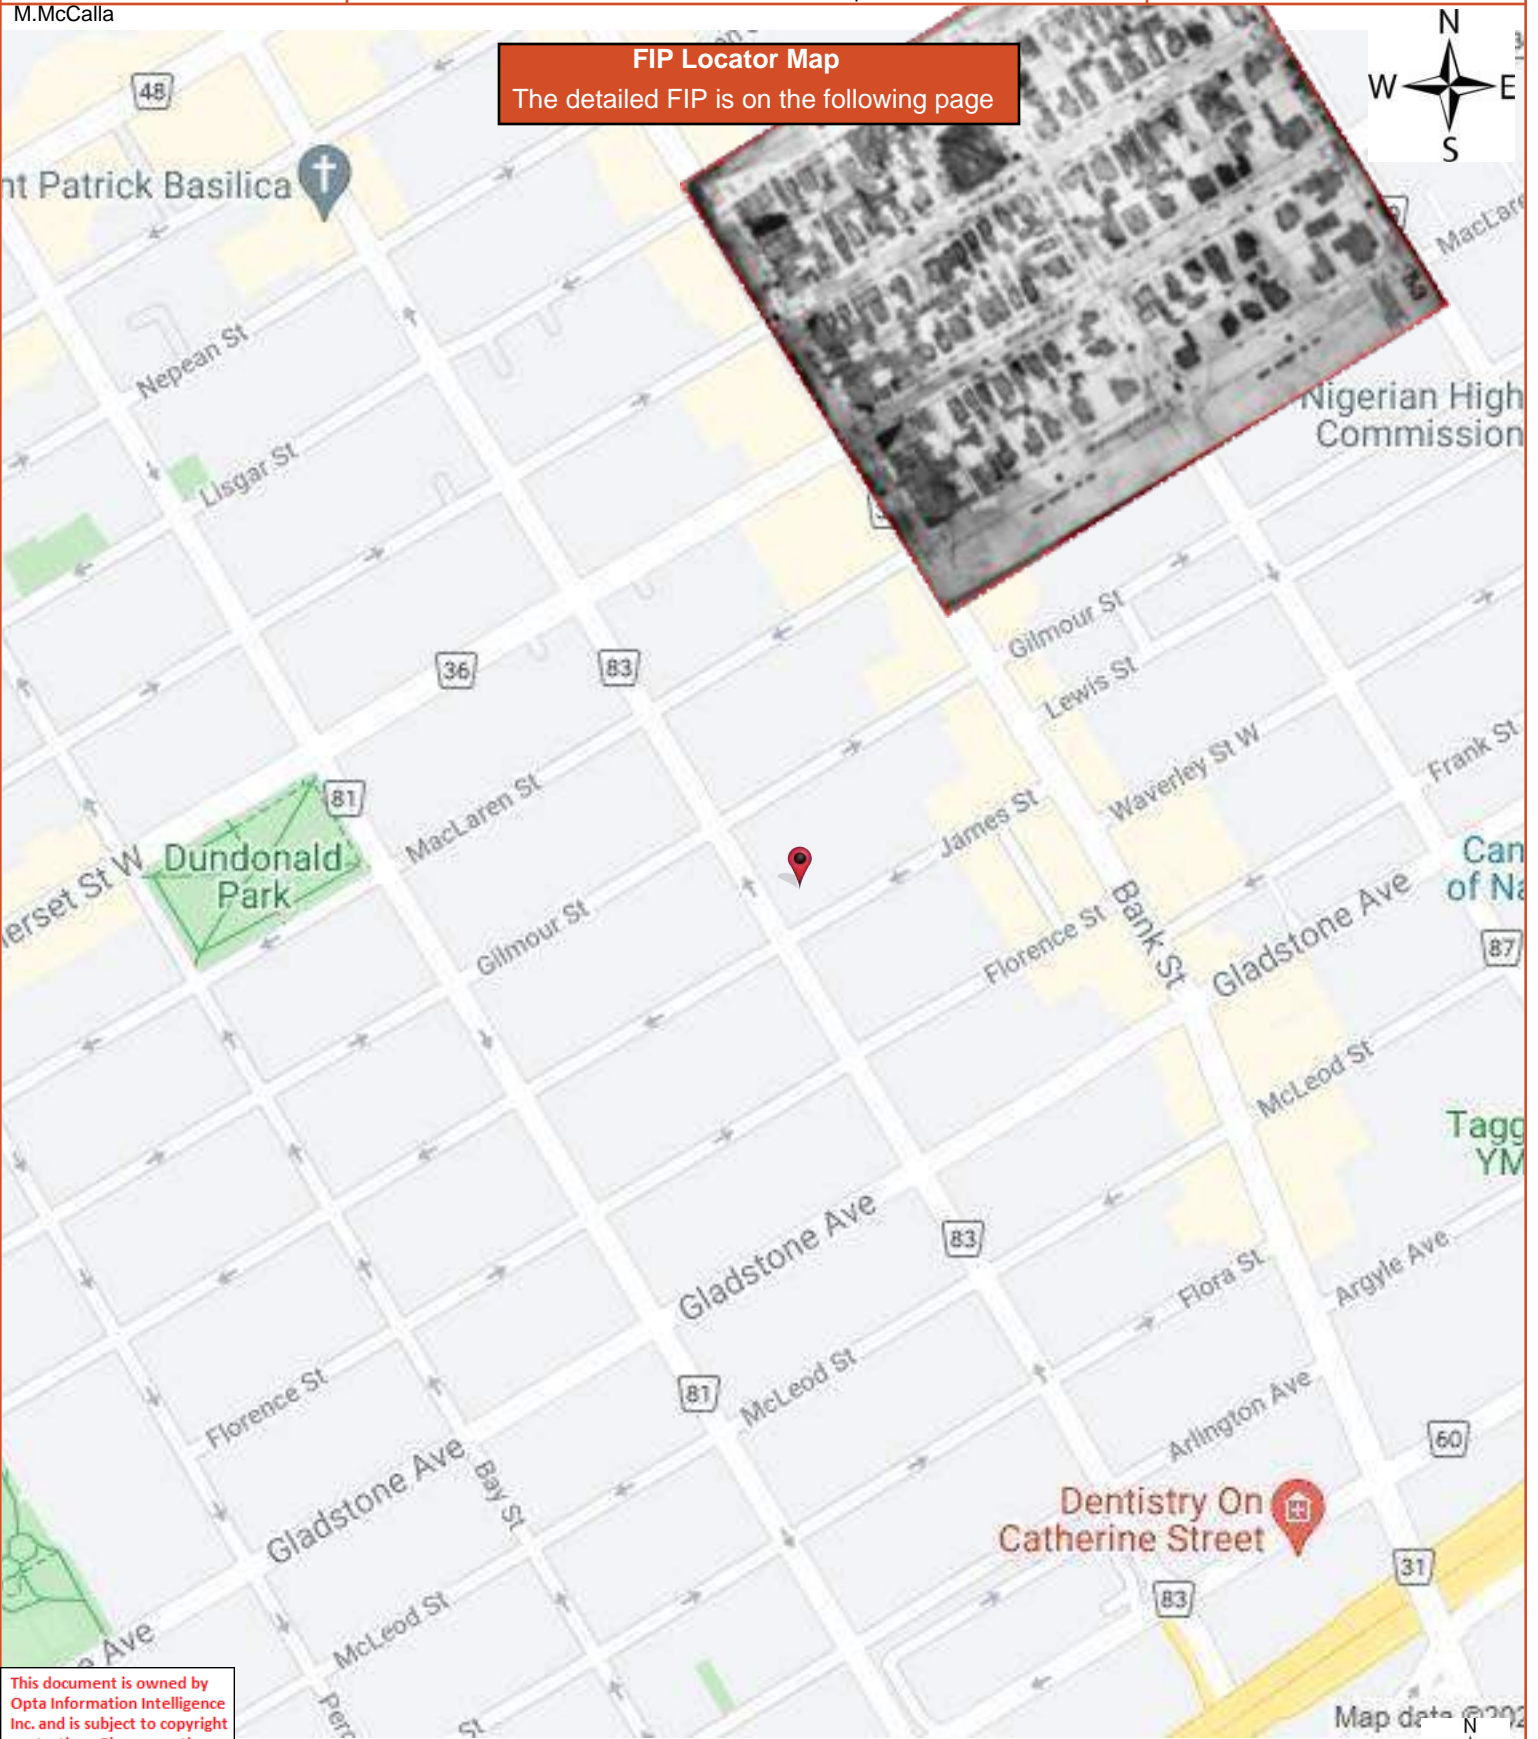 M.McCalla
FIP Locator Map
The detailed FIP is on the following page
N
W
E
S
48
nt Patrick Basilica
MacLare
Nepean St
Nigerian High
Commission
Lisgar St
Gilmour St
36
83
Lewis St
Waverley St W
Frank St
81
MacLaren St
James St
erset St W
Dundonald
Park
Can
of Na
Bank St
Gladstone Ave
Gilmour St
Florence St
87
McLeod St
Tagg
YM
Gladstone Ave
83
Flora St
Argyle Ave
81
McLeod St
Florence St
Arlington Ave
60
Gladstone Ave
Bay St
Dentistry On
Catherine Street
31
83
McLeod St
e Ave
Perc
St
This document is owned by
Opta Information Intelligence
Inc. and is subject to copyright
Map data ©202
N